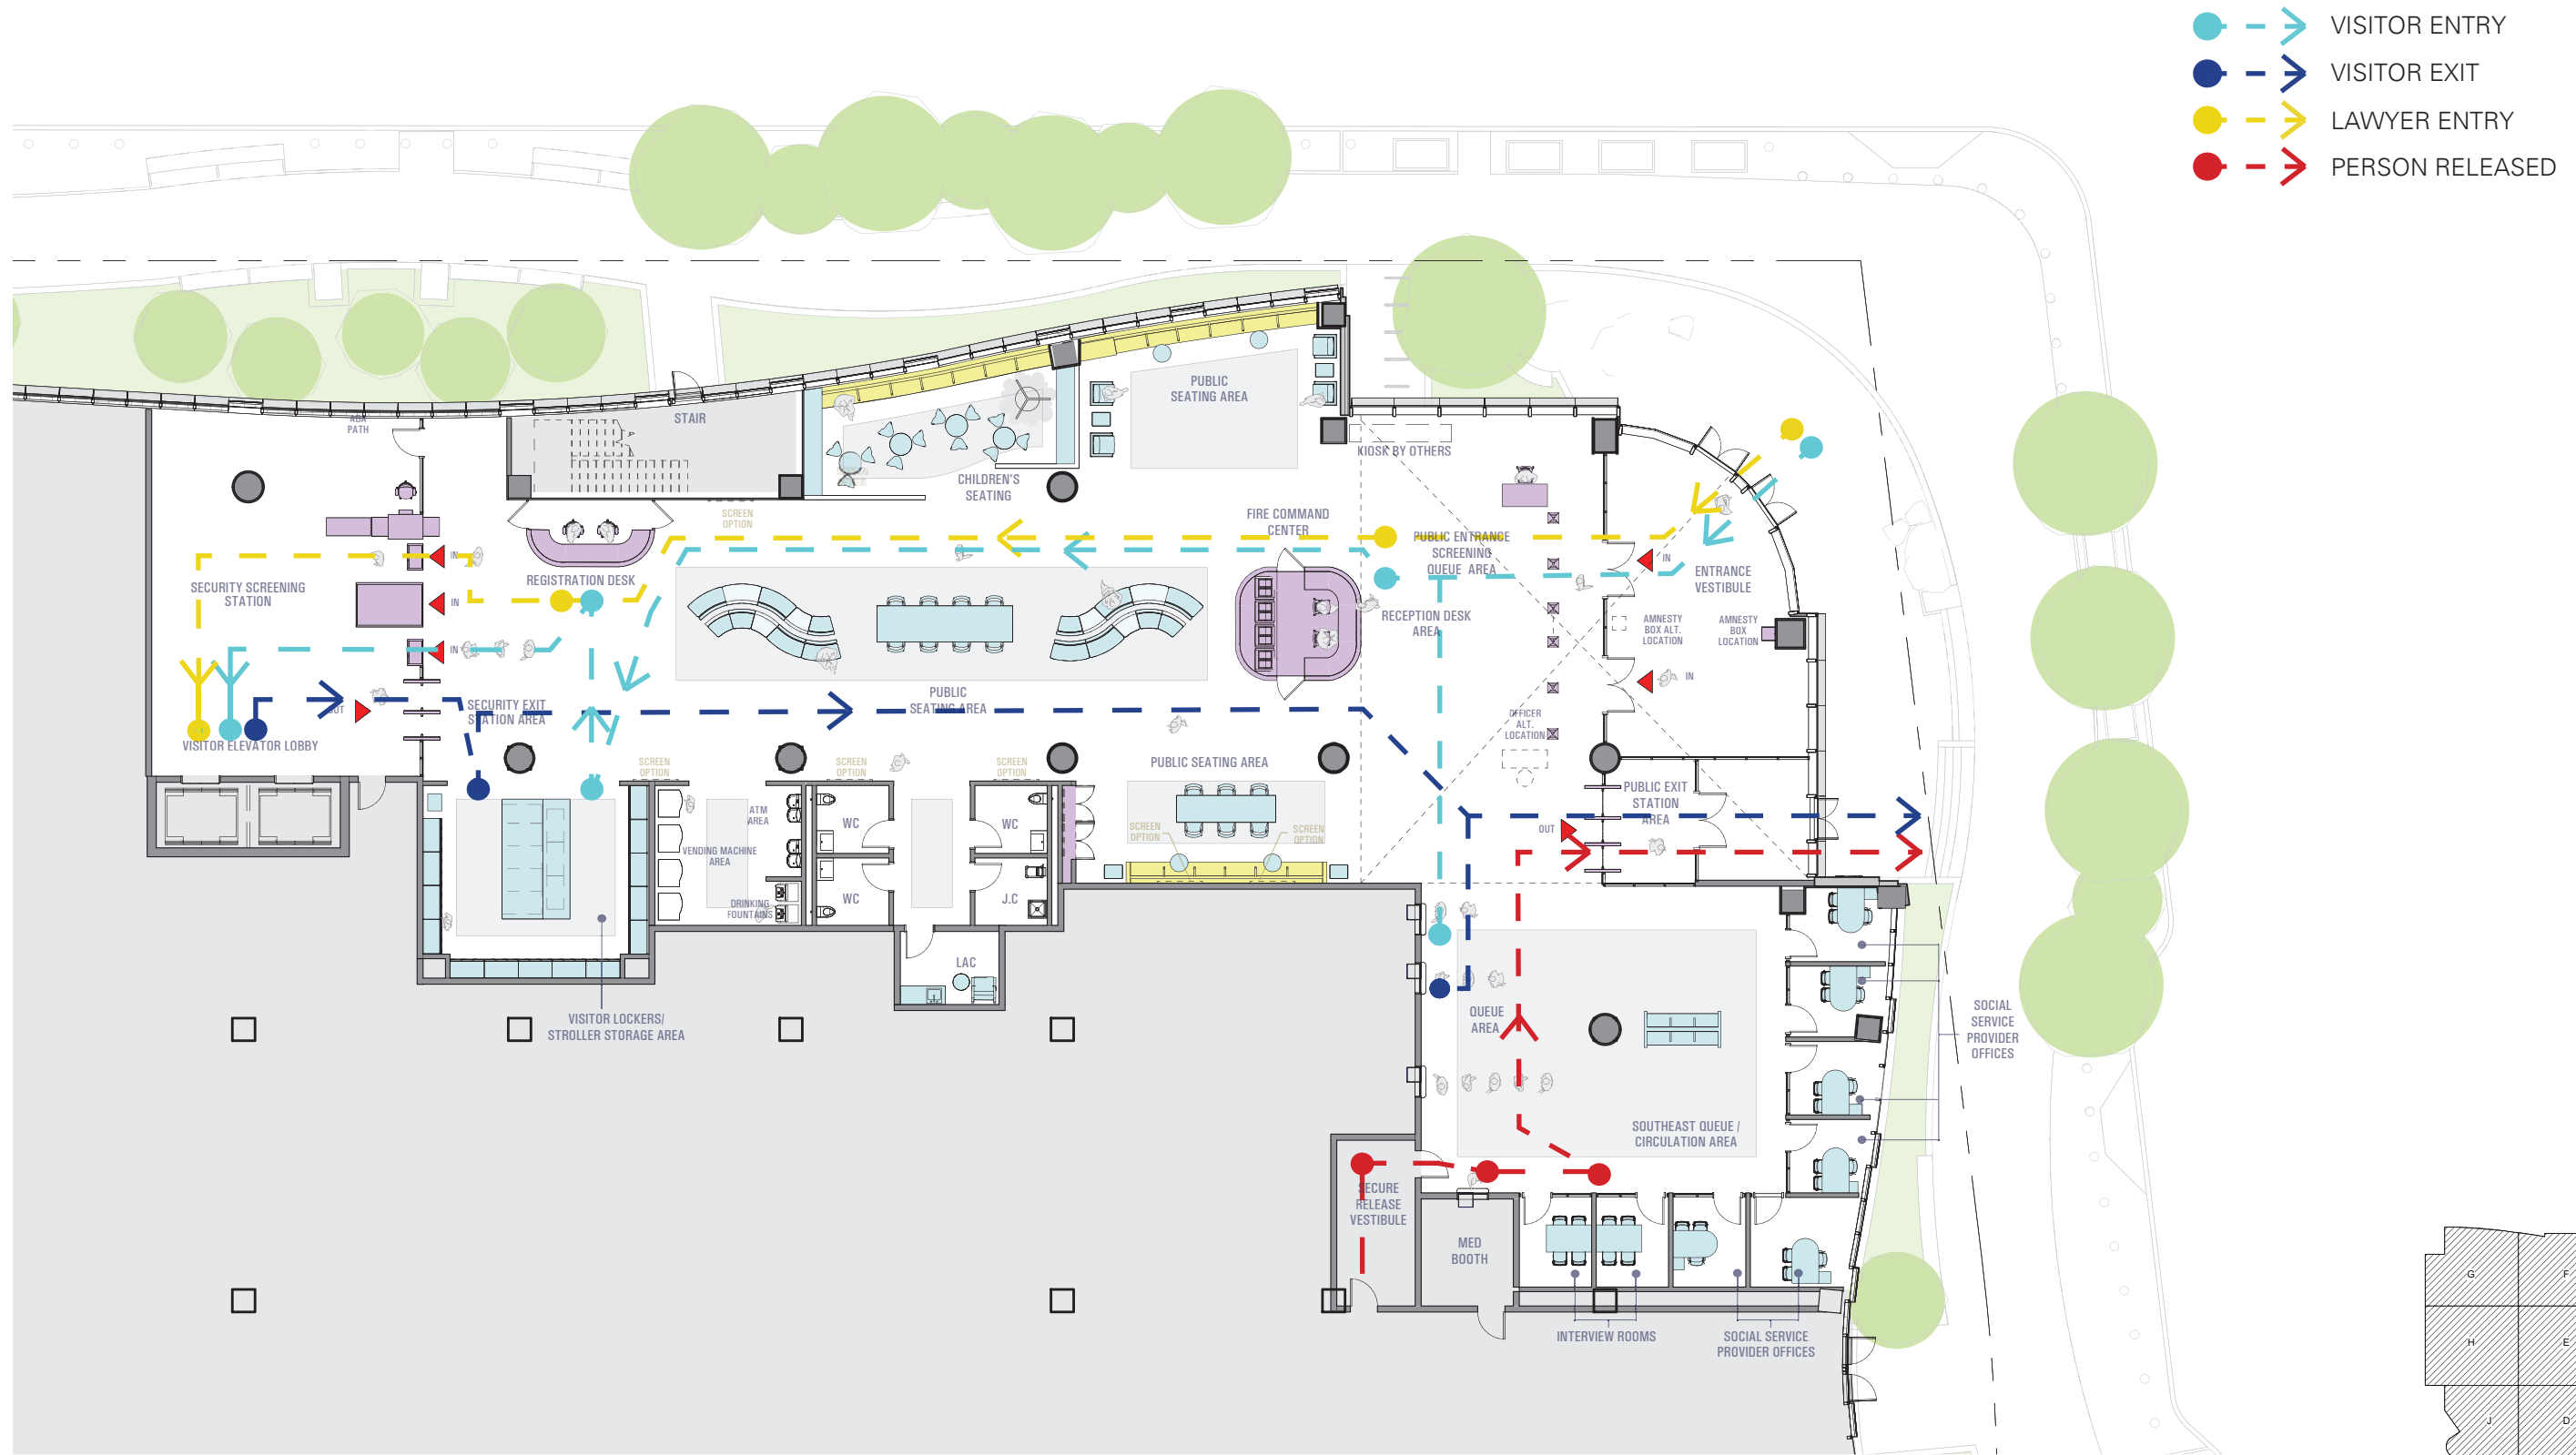 VISITOR ENTRY
VISITOR EXIT
LAWYER ENTRY
PERSON RELEASED
ADA
PATH
STAIR
PUBLIC
SEATING AREA
KIOSK BY OTHERS
CHILDREN'S
SEATING
SCREEN
OPTION
FIRE COMMAND
CENTER
PUBLIC ENTRANCE
SCREENING
QUEUE AREA
IN
IN
IN
IN
IN
ENTRANCE
VESTIBULE
SECURITY SCREENING
STATION
REGISTRATION DESK
RECEPTION DESK
AREA
AMNESTY
BOX ALT.
LOCATION
AMNESTY
BOX
LOCATION
PUBLIC
SEATING AREA
SECURITY EXIT
STATION AREA
OUT
VISITOR ELEVATOR LOBBY
OFFICER
ALT.
LOCATION
SCREEN
OPTION
SCREEN
OPTION
SCREEN
OPTION
PUBLIC SEATING AREA
PUBLIC EXIT
STATION
AREA
OUT
ATM
AREA
WC
WC
VENDING MACHINE
AREA
SCREEN
OPTION
SCREEN
OPTION
DRINKING
FOUNTAINS
WC
J.C
LAC
VISITOR LOCKERS/
STROLLER STORAGE AREA
QUEUE
AREA
SOCIAL
SERVICE
PROVIDER
OFFICES
SOUTHEAST QUEUE /
CIRCULATION AREA
SECURE
RELEASE
VESTIBULE
MED
BOOTH
INTERVIEW ROOMS
SOCIAL SERVICE
PROVIDER OFFICES
G
F
H
E
J
D